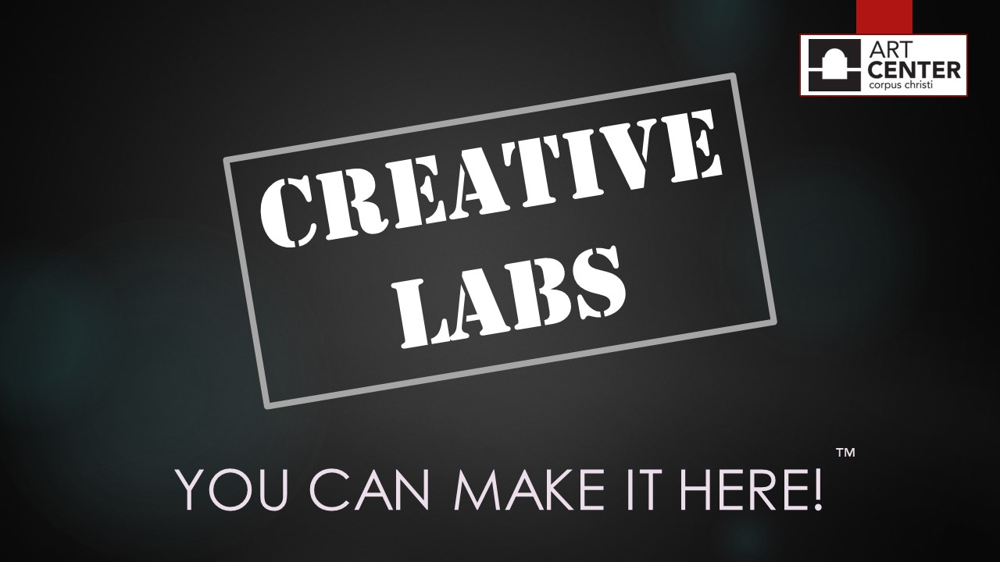 ART
CENTER
corpus christi
CREATIVE
LABS
YOU CAN MAKE IT HERE!™